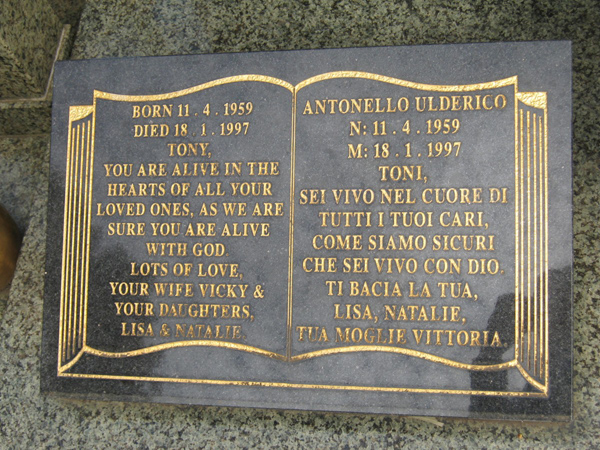 BORN 11 . 4 . 1959
DIED 18 . 1 . 1997
TONY,
YOU ARE ALIVE IN THE
HEARTS OF ALL YOUR
LOVED ONES, AS WE ARE
SURE YOU ARE ALIVE
WITH GOD.
LOTS OF LOVE,
YOUR WIFE VICKY &
YOUR DAUGHTERS,
LISA & NATALIE.
ANTONELLO ULDERICO
N: 11 . 4 . 1959
M: 18 . 1 . 1997
TONI,
SEI VIVO NEL CUORE DI
TUTTI I TUOI CARI,
COME SIAMO SICURI
CHE SEI VIVO CON DIO.
TI BACIA LA TUA,
LISA, NATALIE,
TUA MOGLIE VITTORIA.